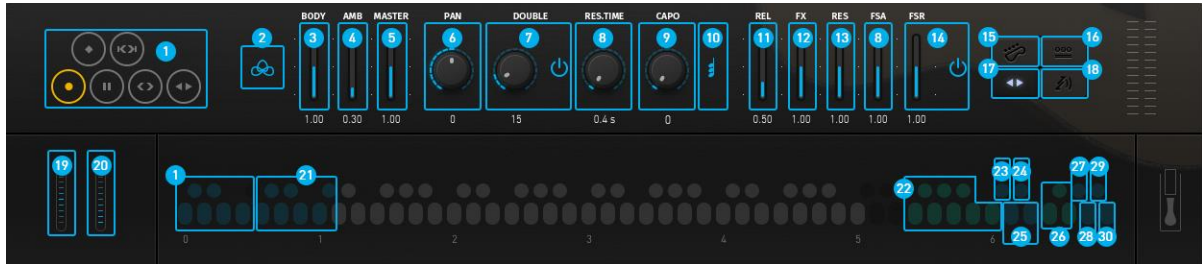 BODY AMB MASTER PAN DOUBLE RES.TIME CAPO REL FX RES FSA FSR
1 2 3 4 5 6 7 8 9 10 11 12 13 8 14 15 16
17 18
1.00 0.30 1.00 0 15 0.4 s 0 0.50 1.00 1.00 1.00 1.00
19 20 1 21 22 23 24 27 29
25 26 28 30
0 1 2 3 4 5 6